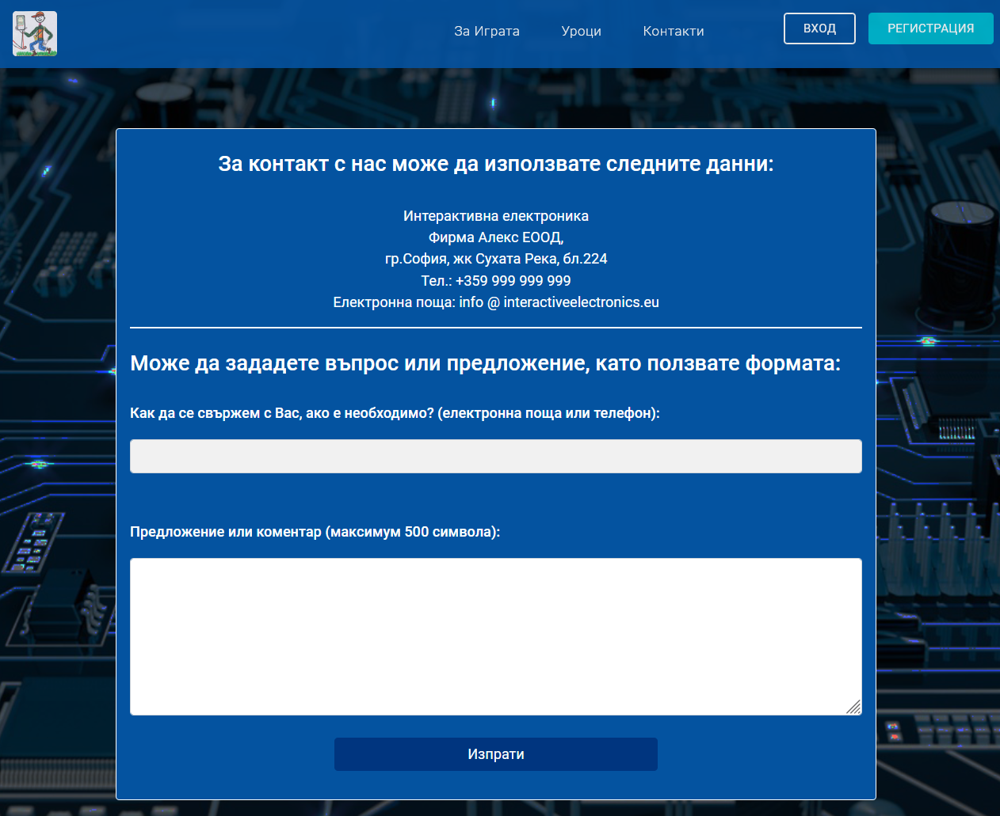 За Играта
Уроци
Контакти
ВХОД
РЕГИСТРАЦИЯ
За контакт с нас може да използвате следните данни:
Интерактивна електроника
Фирма Алекс ЕООД,
гр.София, жк Сухата Река, бл.224
Тел.: +359 999 999 999
Електронна поща: info @ interactiveelectronics.eu
Може да зададете въпрос или предложение, като ползвате формата:
Как да се свържем с Вас, ако е необходимо? (електронна поща или телефон):
Предложение или коментар (максимум 500 символа):
Изпрати